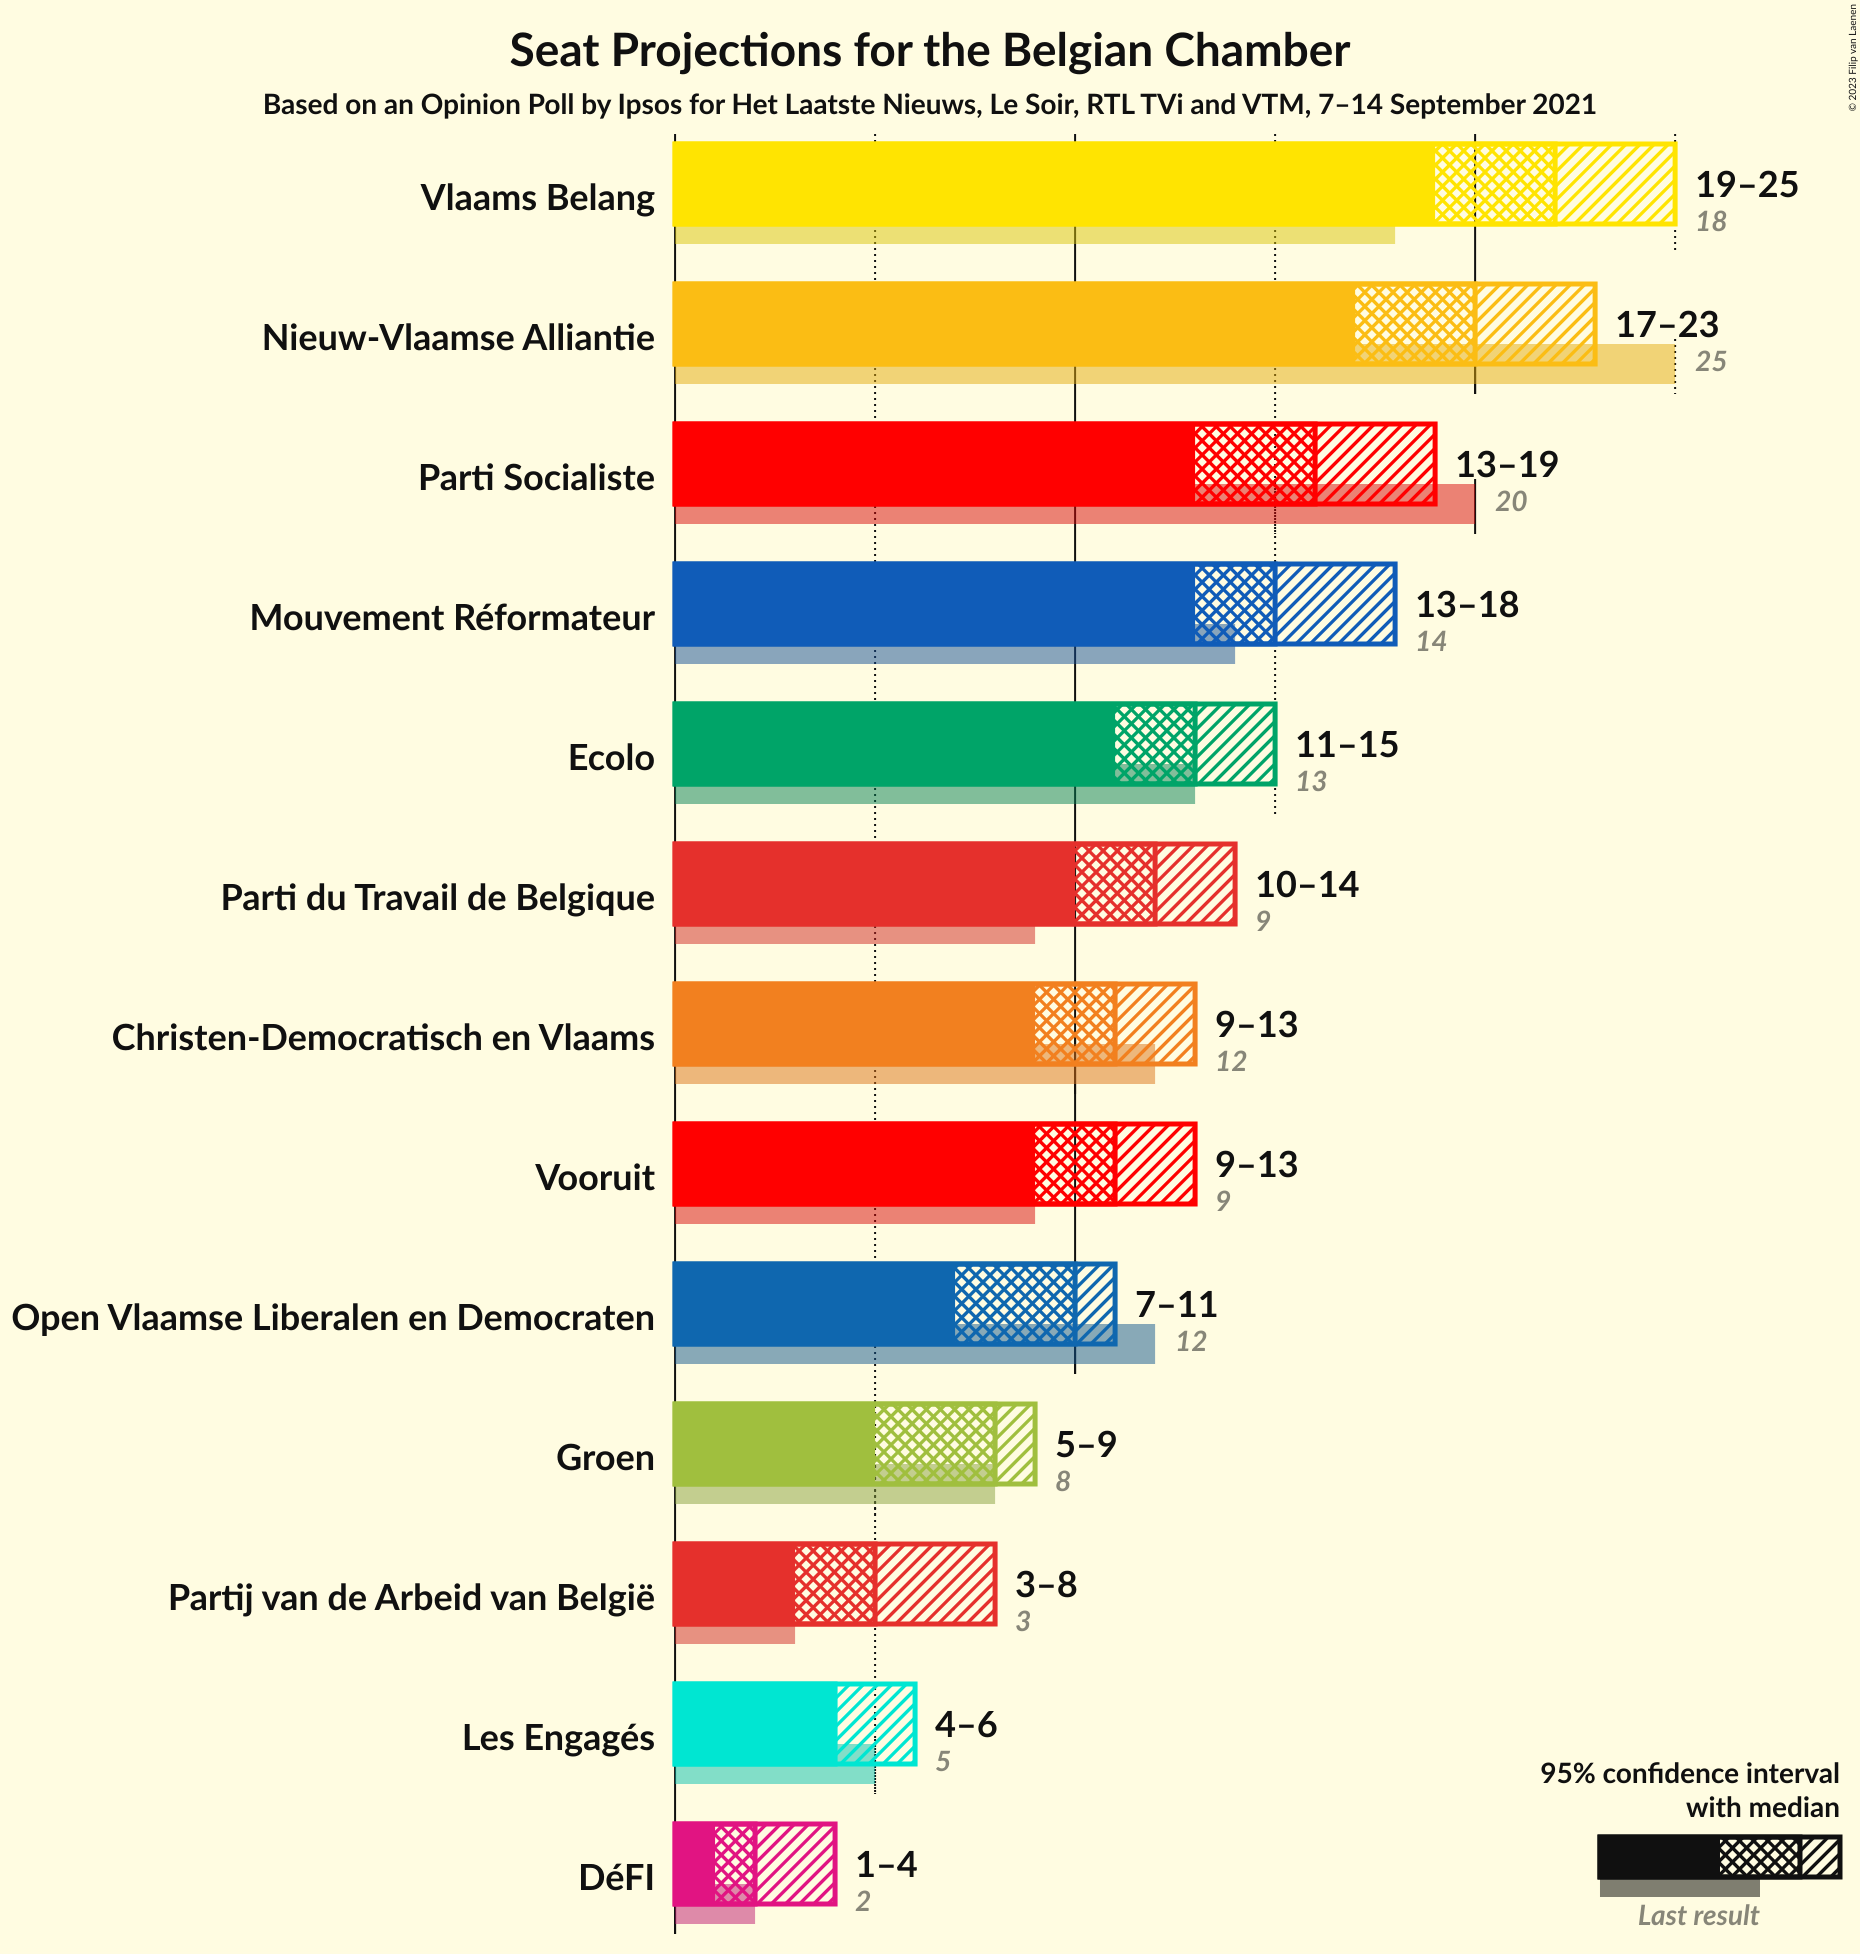 Seat Projections for the Belgian Chamber
Based on an Opinion Poll by Ipsos for Het Laatste Nieuws, Le Soir, RTL TVi and VTM, 7–14 September 2021
© 2023 Filip van Laenen
Vlaams Belang
19–25
18
Nieuw-Vlaamse Alliantie
17–23
25
Parti Socialiste
13–19
20
Mouvement Réformateur
13–18
14
Ecolo
11–15
13
Parti du Travail de Belgique
10–14
9
Christen-Democratisch en Vlaams
9–13
12
Vooruit
9–13
9
Open Vlaamse Liberalen en Democraten
7–11
12
Groen
5–9
8
Partij van de Arbeid van België
3–8
3
Les Engagés
4–6
5
DéFI
1–4
2
95% confidence interval
with median
Last result